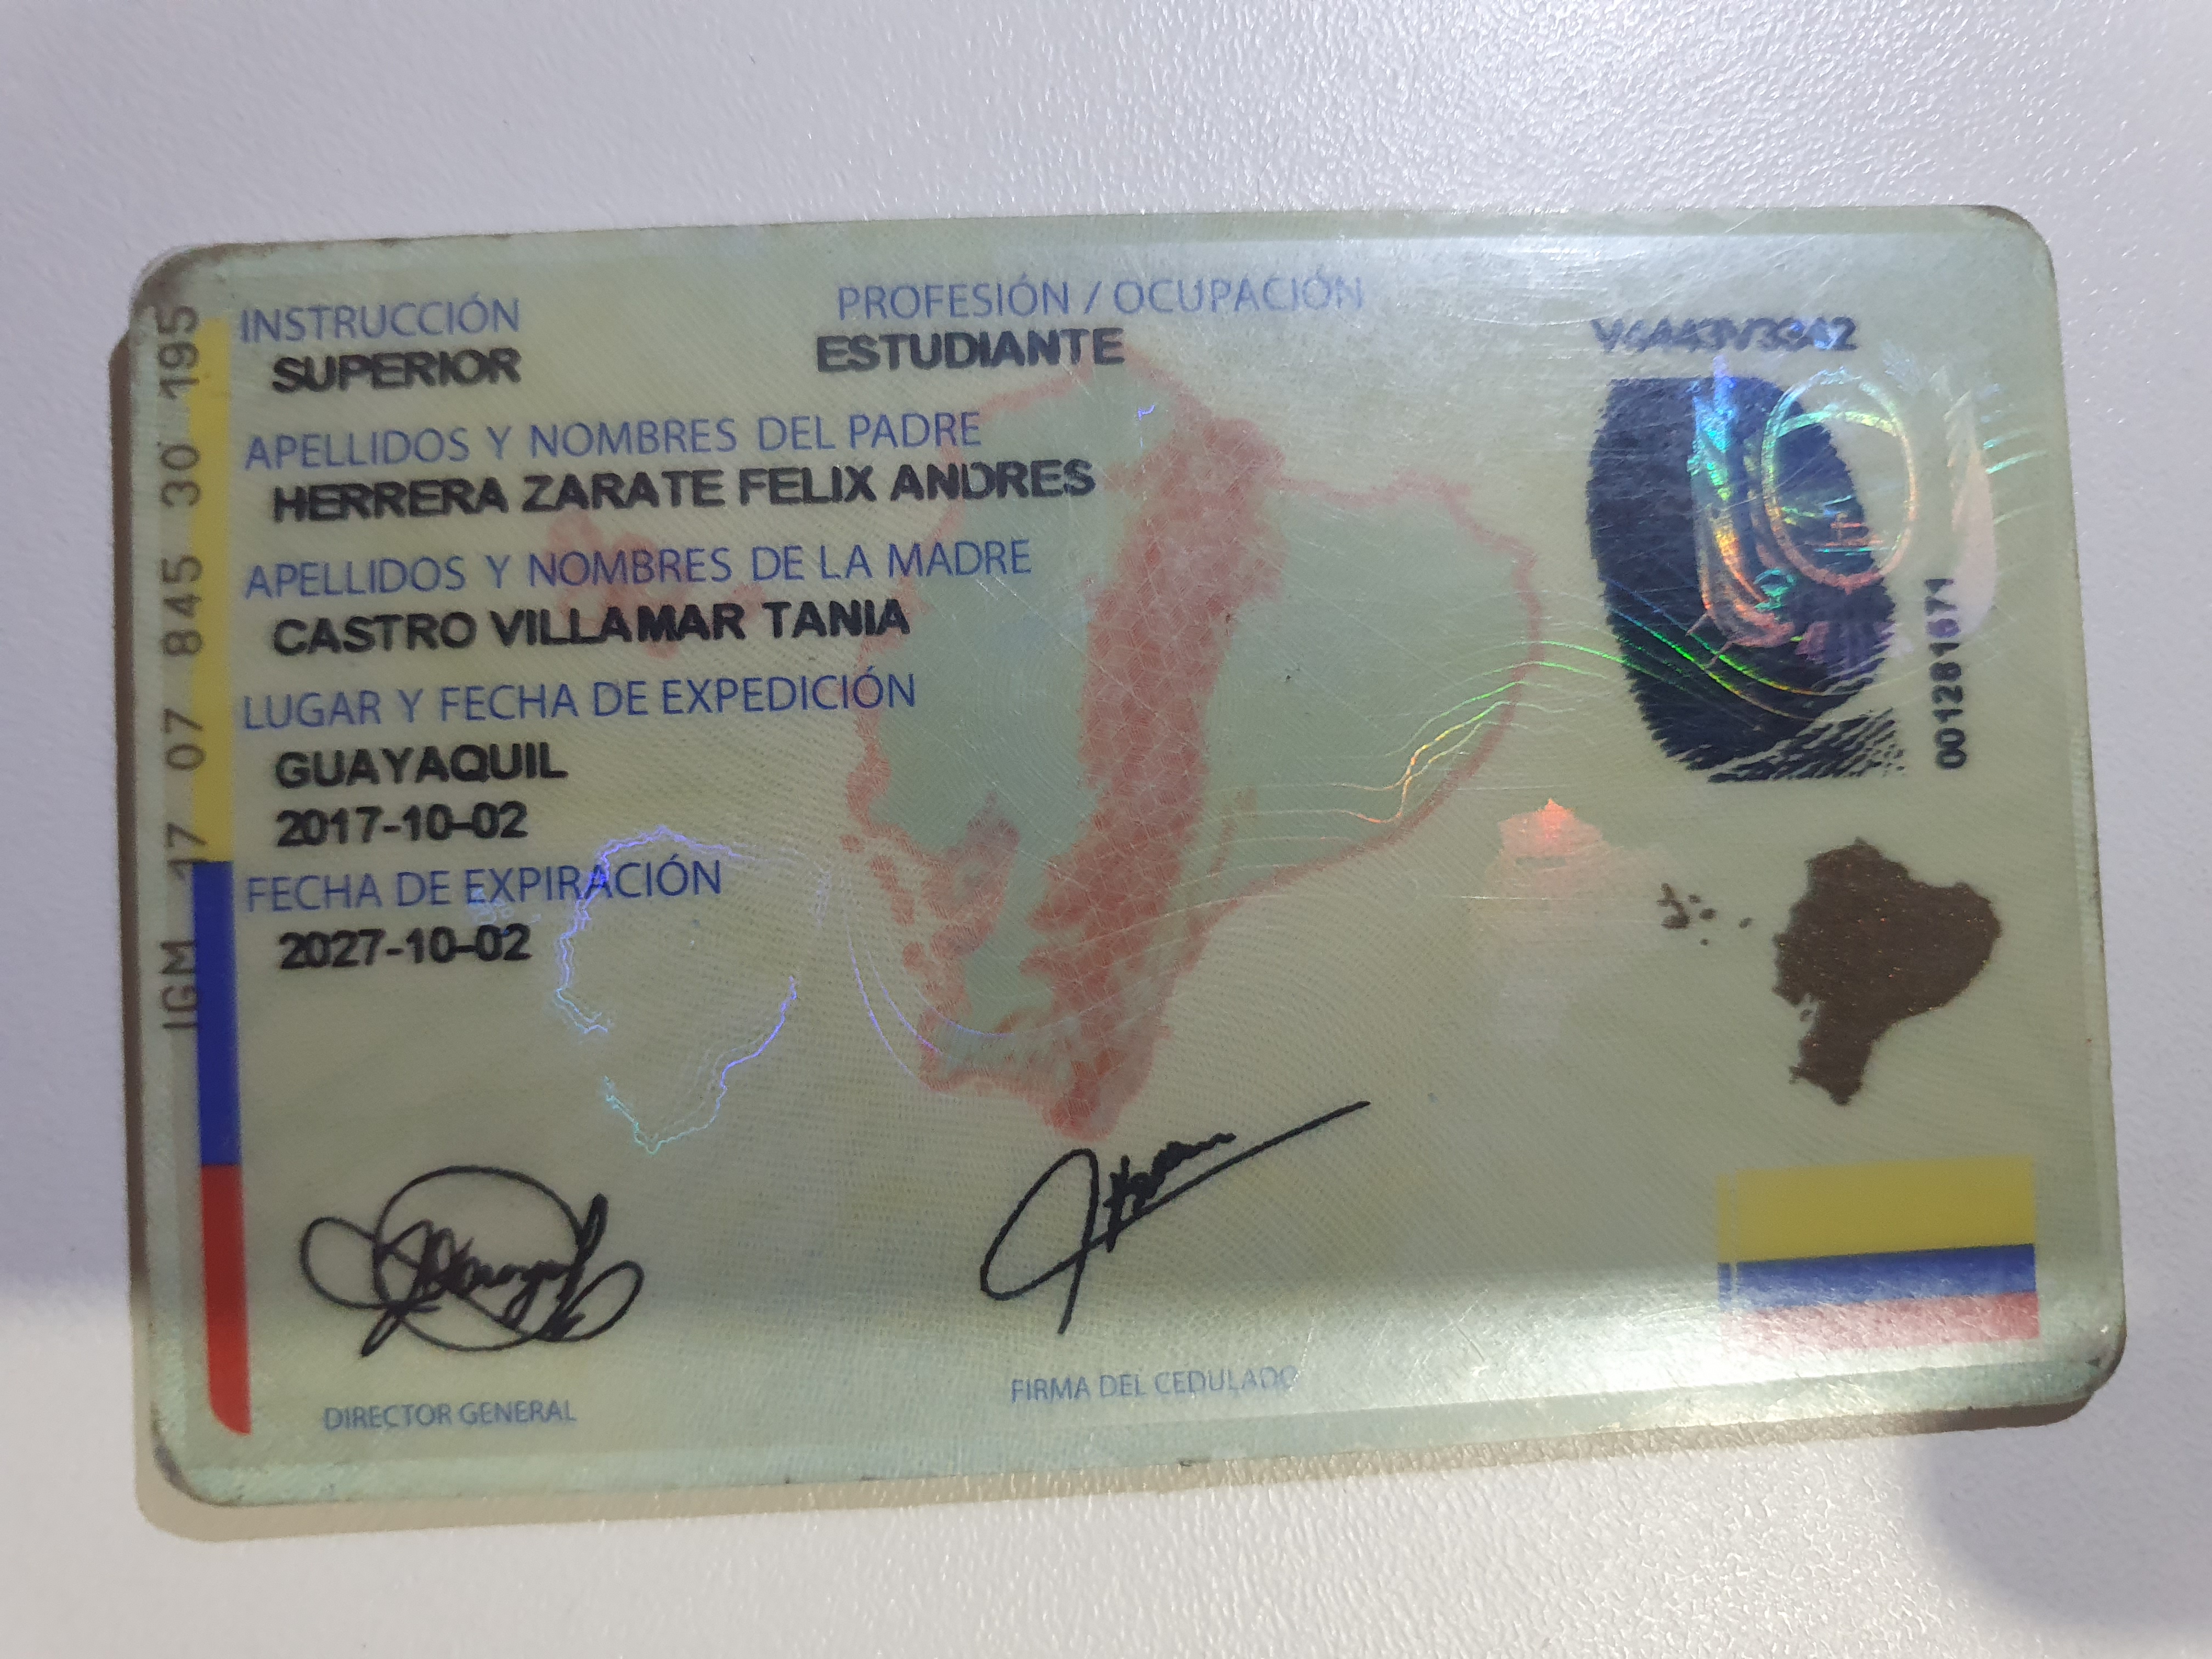 INSTRUCCIÓN
SUPERIOR
PROFESIÓN / OCUPACIÓN
ESTUDIANTE
APELLIDOS Y NOMBRES DEL PADRE
HERRERA ZARATE FELIX ANDRES
APELLIDOS Y NOMBRES DE LA MADRE
CASTRO VILLAMAR TANIA
LUGAR Y FECHA DE EXPEDICIÓN
GUAYAQUIL
2017-10-02
FECHA DE EXPIRACIÓN
2027-10-02
DIRECTOR GENERAL
FIRMA DEL CEDULADO
001281671
IGM 17 07 845 30 195